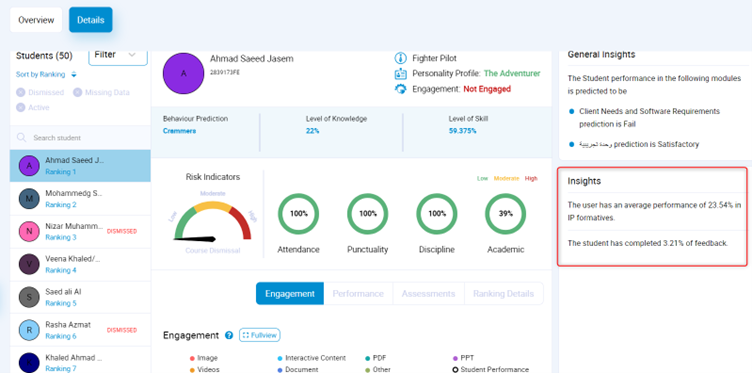 Overview
Details
Students (50)
Filter
Sort by Ranking
Dismissed
Missing Data
Active
Search student
A
Ahmad Saeed J...
Ranking 1
M
Mohammedg S...
Ranking 2
N
Nizar Muhamm...
DISMISSED
Ranking 3
V
Veena Khaled/...
Ranking 4
S
Saed ali Al
Ranking 5
R
Rasha Azmat
DISMISSED
Ranking 6
K
Khaled Ahmad ...
Ranking 7
A
Ahmad Saeed Jasem
2839173FE
Fighter Pilot
Personality Profile: The Adventurer
Engagement: Not Engaged
Behaviour Prediction
Crammers
Level of Knowledge
22%
Level of Skill
59.375%
Risk Indicators
Low
Moderate
High
Course Dismissal
Low Moderate High
100%
Attendance
100%
Punctuality
100%
Discipline
39%
Academic
Engagement
Performance
Assessments
Ranking Details
Engagement
?
Fullview
Image
Interactive Content
PDF
PPT
Videos
Document
Other
Student Performance
General Insights
The Student performance in the following modules
is predicted to be
Client Needs and Software Requirements
prediction is Fail
وحدة تجريبية prediction is Satisfactory
Insights
The user has an average performance of 23.54% in
IP formatives.
The student has completed 3.21% of feedback.